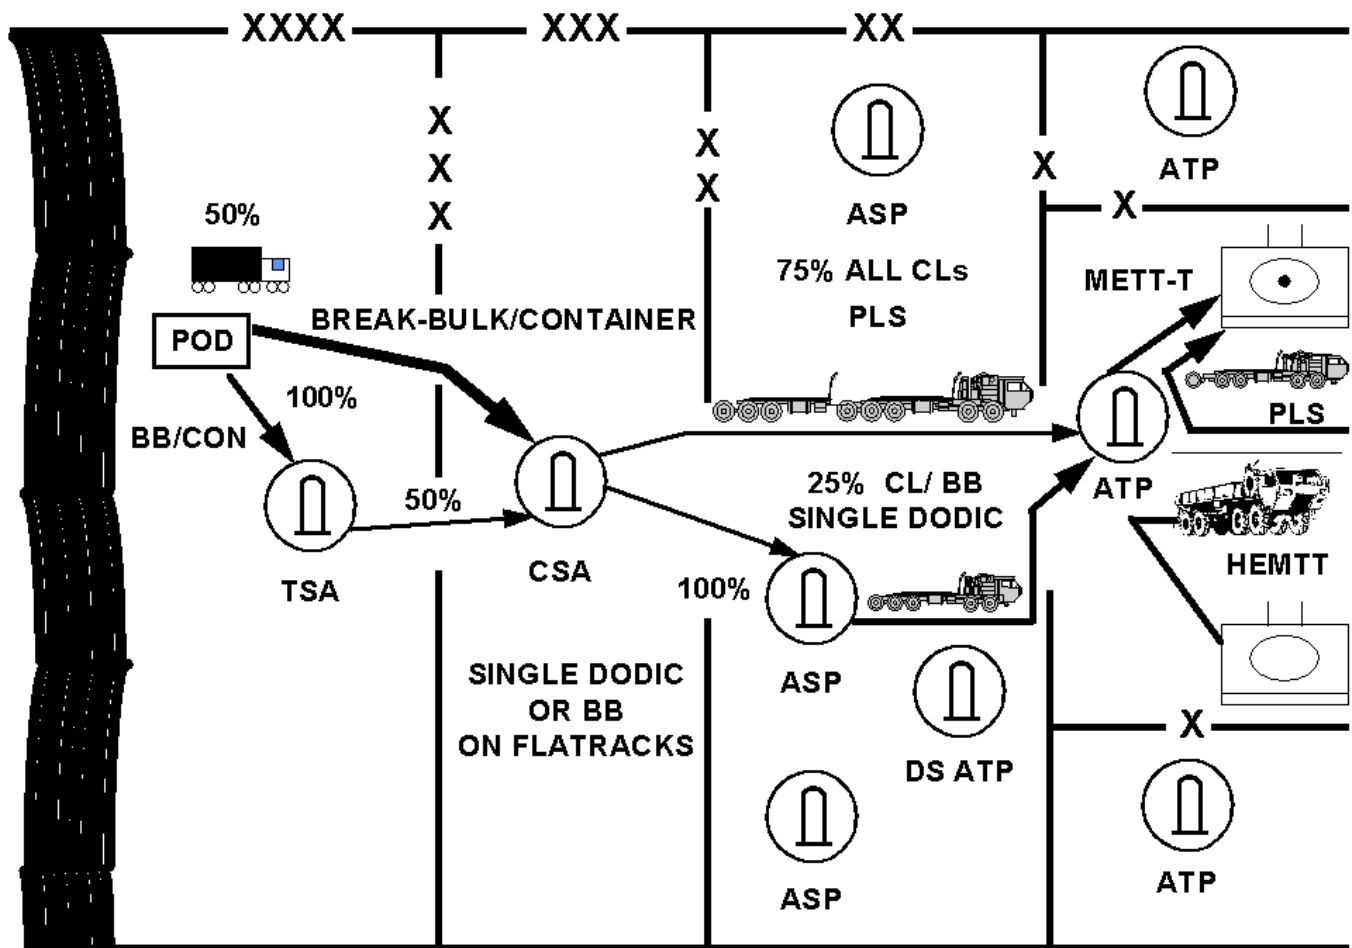 XXXX
XXX
XX
X
X
X
X
X
X
X
ATP
50%
ASP
75% ALL CLs
PLS
METT-T
POD
BREAK-BULK/CONTAINER
100%
BB/CON
PLS
50%
25% CL/ BB
SINGLE DODIC
ATP
TSA
CSA
100%
HEMTT
ASP
SINGLE DODIC
OR BB
ON FLATRACKS
DS ATP
X
ASP
ATP